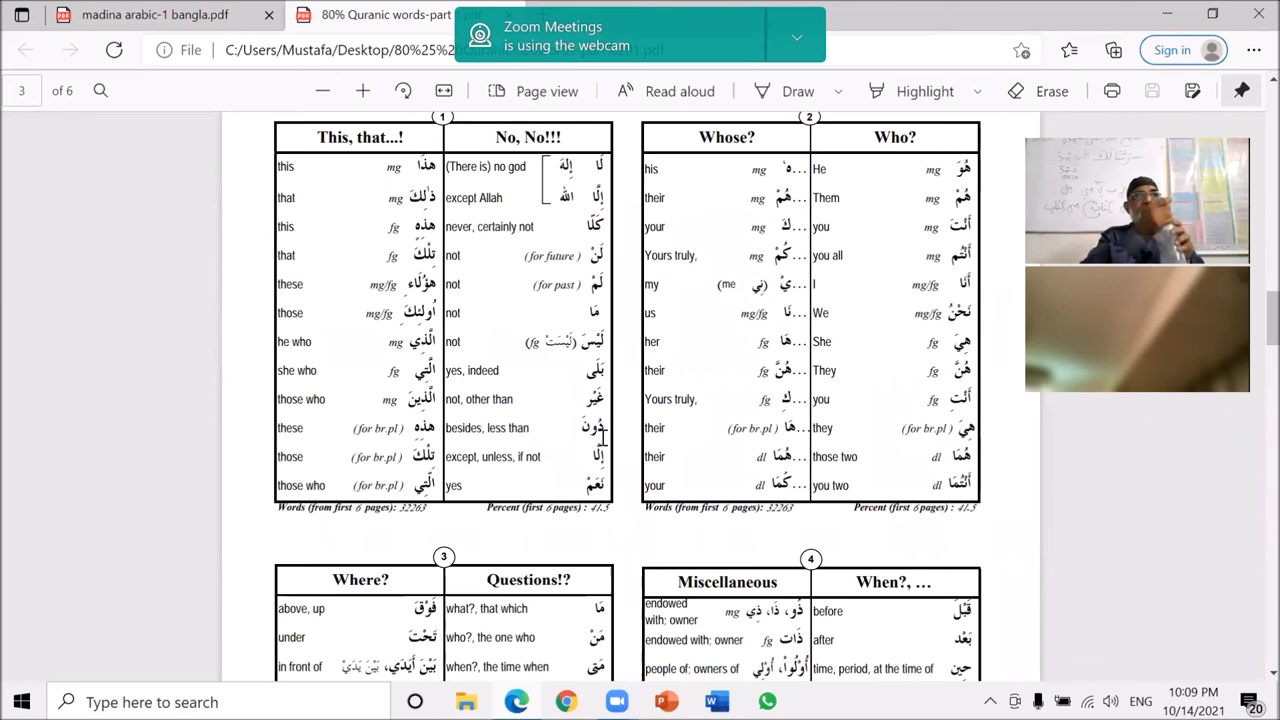 madina arabic-1 bangla.pdf
80% Quranic words-part
Zoom Meetings
is using the webcam
File
C:/Users/Mustafa/Desktop/80%25%20
Sign in
3 of 6
Page view
Read aloud
Draw
Highlight
Erase
1
This, that...! No, No!!!
this mg هٰذَا (There is) no god لَا إِلٰهَ
that mg ذٰلِكَ except Allah إِلَّا الله
this fg هٰذِهِ never, certainly not كَلَّا
that fg تِلْكَ not (for future ) لَنْ
these mg/fg هٰؤُلَاءِ not (for past ) لَمْ
those mg/fg أُولٰئِكَ not مَا
he who mg الَّذِي not لَيْسَ (لَيْسَتْ fg)
she who fg الَّتِي yes, indeed بَلَى
those who mg الَّذِينَ not, other than غَيْر
these (for br.pl ) هٰذِهِ besides, less than دُونَ
those (for br.pl ) تِلْكَ except, unless, if not إِلَّا
those who (for br.pl ) الَّتِي yes نَعَمْ
Words (from first 6 pages): 32263 Percent (first 6 pages) : 41.5
2
Whose? Who?
his mg ...هُ He mg هُوَ
their mg ...هُمْ Them mg هُمْ
your mg ...كَ you mg أَنْتَ
Yours truly, mg ...كُمْ you all mg أَنْتُم
my (me نِي) ...يْ I mg/fg أَنَا
us mg/fg ...نَا We mg/fg نَحْنُ
her fg ...هَا She fg هِيَ
their fg ...هُنَّ They fg هُنَّ
Yours truly, fg ...كِ you fg أَنْتِ
their (for br.pl ) ...هَا they (for br.pl ) هِيَ
their dl ...هُمَا those two dl هُمَا
your dl ...كُمَا you two dl أَنْتُمَا
Words (from first 6 pages): 32263 Percent (first 6 pages) : 41.5
3
Where? Questions!?
above, up فَوْقَ what?, that which مَا
under تَحْتَ who?, the one who مَنْ
in front of بَيْنَ أَيْدِي، بَيْنَ يَدَيْ when?, the time when مَتَى
4
Miscellaneous When?, …
endowed with; owner mg ذُو، ذَا، ذِي before قَبْلَ
endowed with; owner fg ذَات after بَعْد
people of; owners of أُولُواْ، أُوْلِي time, period, at the time of حِين
Type here to search
ENG
10:09 PM
10/14/2021
20